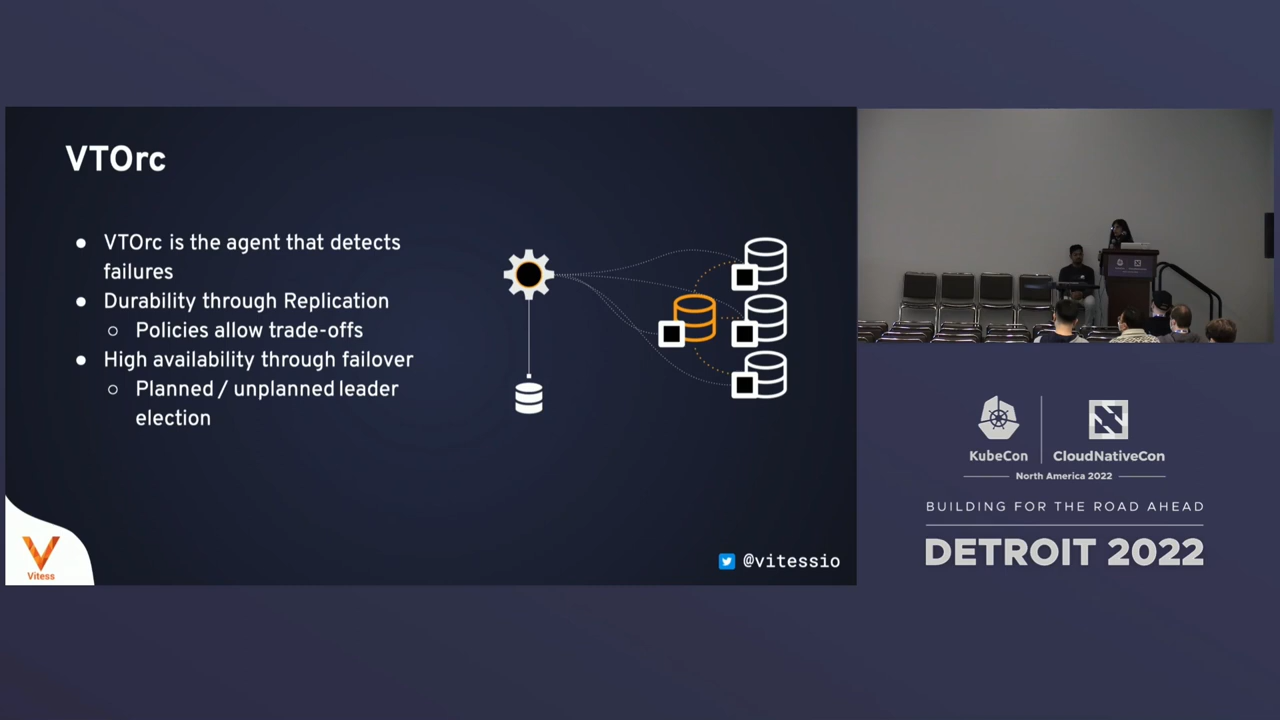 VTOrc
● VTOrc is the agent that detects
failures
● Durability through Replication
○ Policies allow trade-offs
● High availability through failover
○ Planned / unplanned leader
election
Vitess
@vitessio
KubeCon
CloudNativeCon
North America 2022
BUILDING FOR THE ROAD AHEAD
DETROIT 2022